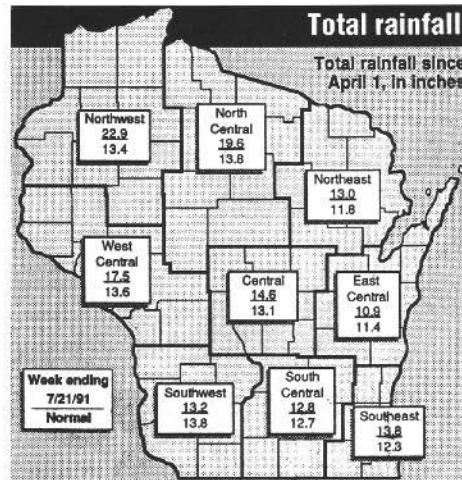 Total rainfall
Total rainfall since
April 1, in inches
Northwest
22.9
13.4
North
Central
19.6
13.8
Northeast
13.0
11.8
West
Central
17.5
13.6
Central
14.6
13.1
East
Central
10.9
11.4
Week ending
7/21/91
Normal
Southwest
13.2
13.8
South
Central
12.8
12.7
Southeast
13.8
12.3